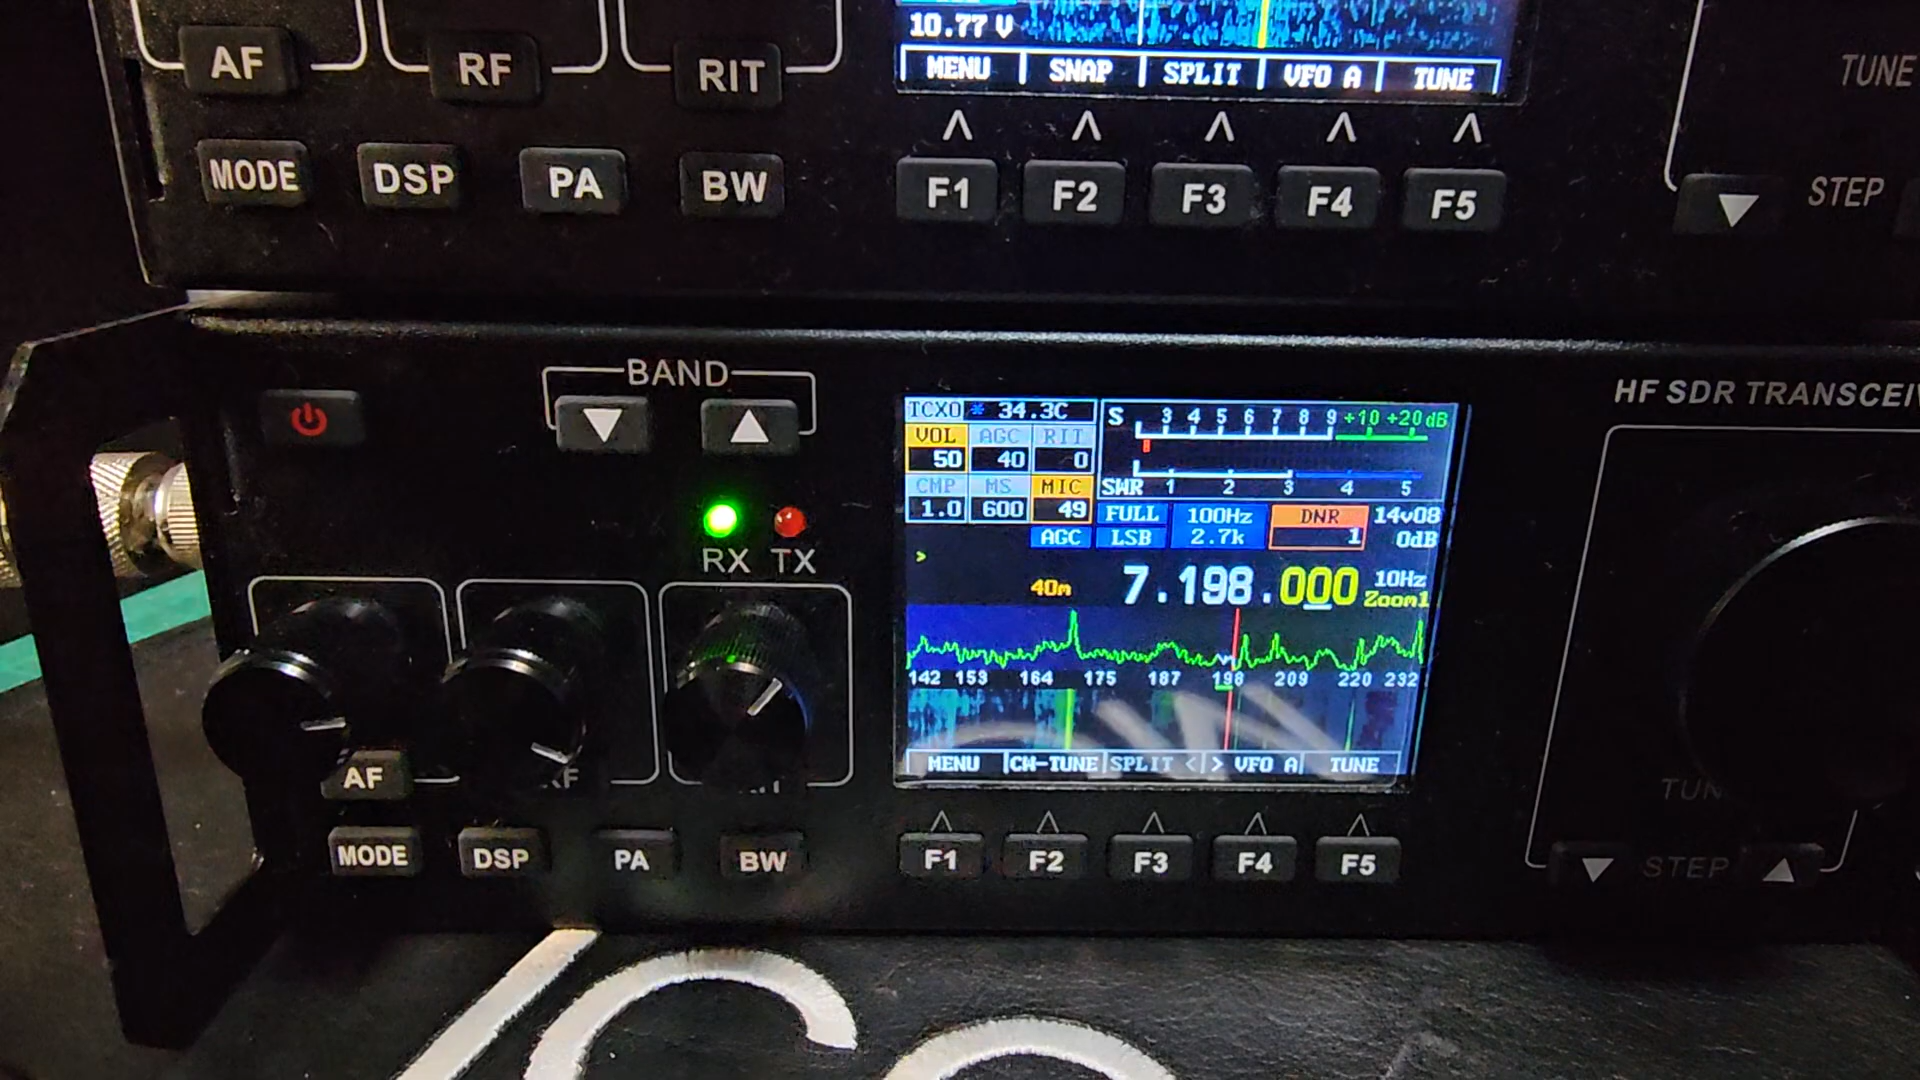 10.77 V
MENU SNAP SPLIT VFO A TUNE
AF RF RIT
TUNE
MODE DSP PA BW
F1 F2 F3 F4 F5
STEP
BAND
HF SDR TRANSCEIV
TCXO * 34.3C
VOL AGC RIT
50 40 0
CMP MS MIC
1.0 600 49
S 3 4 5 6 7 8 9 +10 +20dB
SWR 1 2 3 4 5
FULL 100Hz DNR 14v08
AGC LSB 2.7k 1 0dB
>
40m 7.198.000 10Hz
Zoom1
142 153 164 175 187 198 209 220 232
MENU |CW-TUNE|SPLIT <|> VFO A| TUNE
RX TX
AF RF
TUN
MODE DSP PA BW
F1 F2 F3 F4 F5
STEP